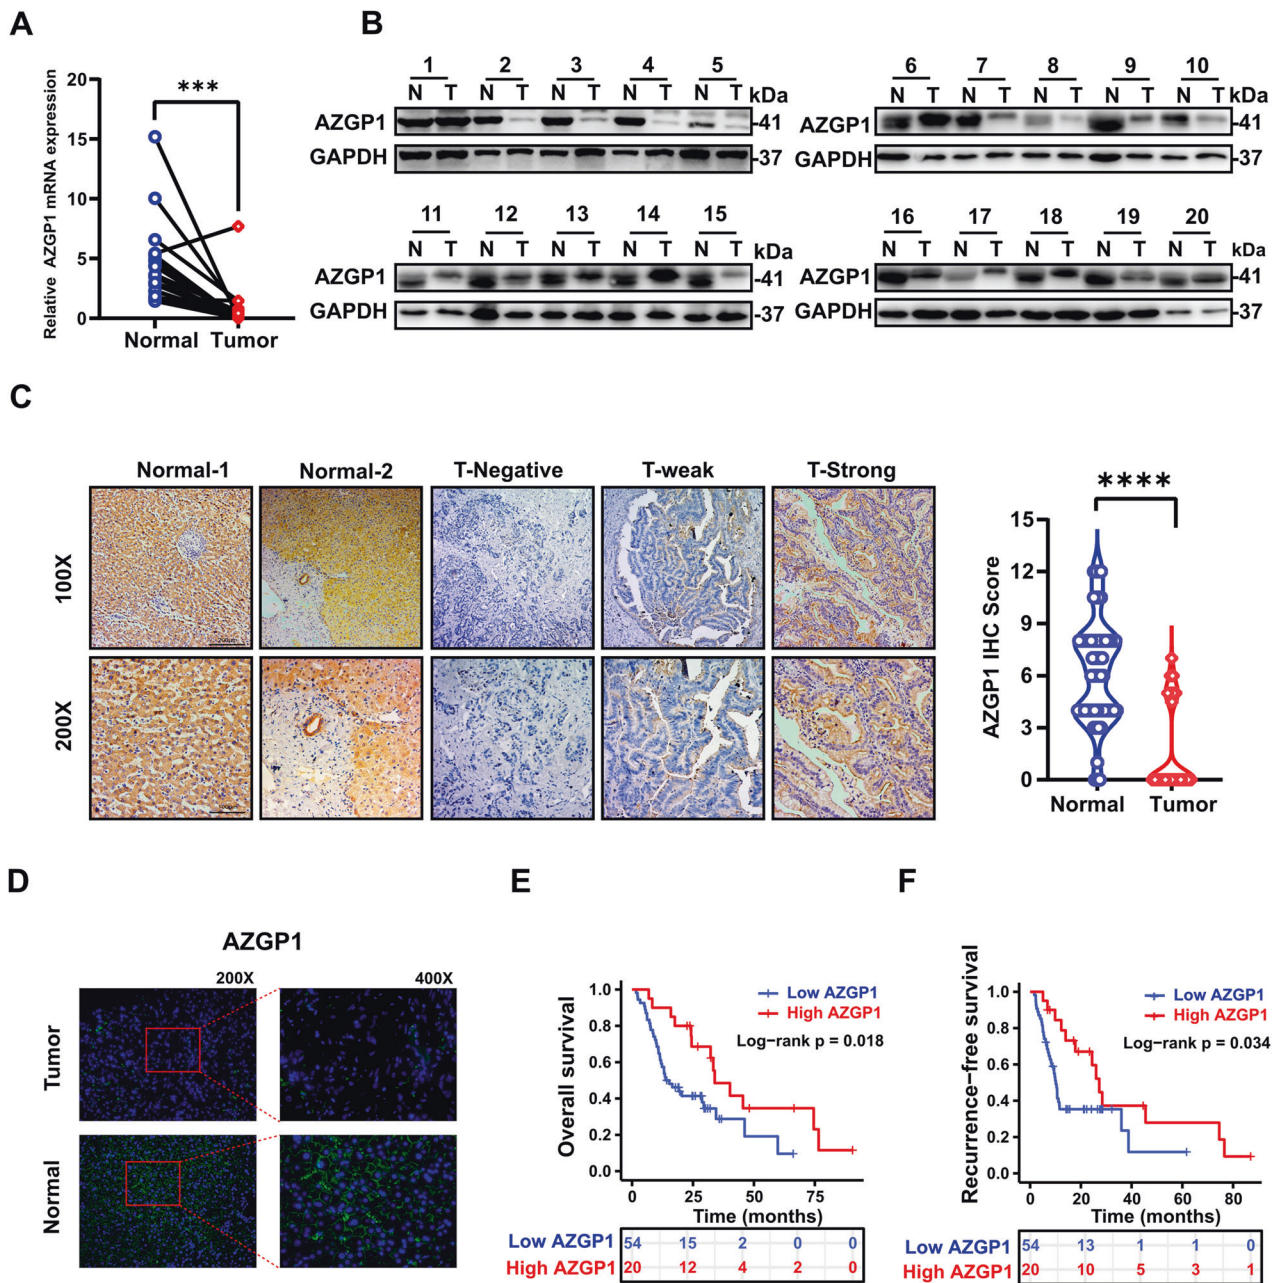 A
Relative AZGP1 mRNA expression
20
15
10
5
0
***
Normal Tumor
B
1 2 3 4 5
N T N T N T N T N T kDa
AZGP1 -41
GAPDH -37
6 7 8 9 10
N T N T N T N T N T kDa
AZGP1 -41
GAPDH -37
11 12 13 14 15
N T N T N T N T N T kDa
AZGP1 -41
GAPDH -37
16 17 18 19 20
N T N T N T N T N T kDa
AZGP1 -41
GAPDH -37
C
Normal-1 Normal-2 T-Negative T-weak T-Strong
100X
200X
AZGP1 IHC Score
15
12
9
6
3
0
****
Normal Tumor
D
AZGP1
200X 400X
Tumor
Normal
E
Overall survival
1.0
0.8
0.6
0.4
0.2
0.0
Low AZGP1
High AZGP1
Log-rank p = 0.018
0 25 50 75
Time (months)
Low AZGP1 54 15 2 0 0
High AZGP1 20 12 4 2 0
F
Recurrence-free survival
1.0
0.8
0.6
0.4
0.2
0.0
Low AZGP1
High AZGP1
Log-rank p = 0.034
0 20 40 60 80
Time (months)
Low AZGP1 54 13 1 1 0
High AZGP1 20 10 5 3 1